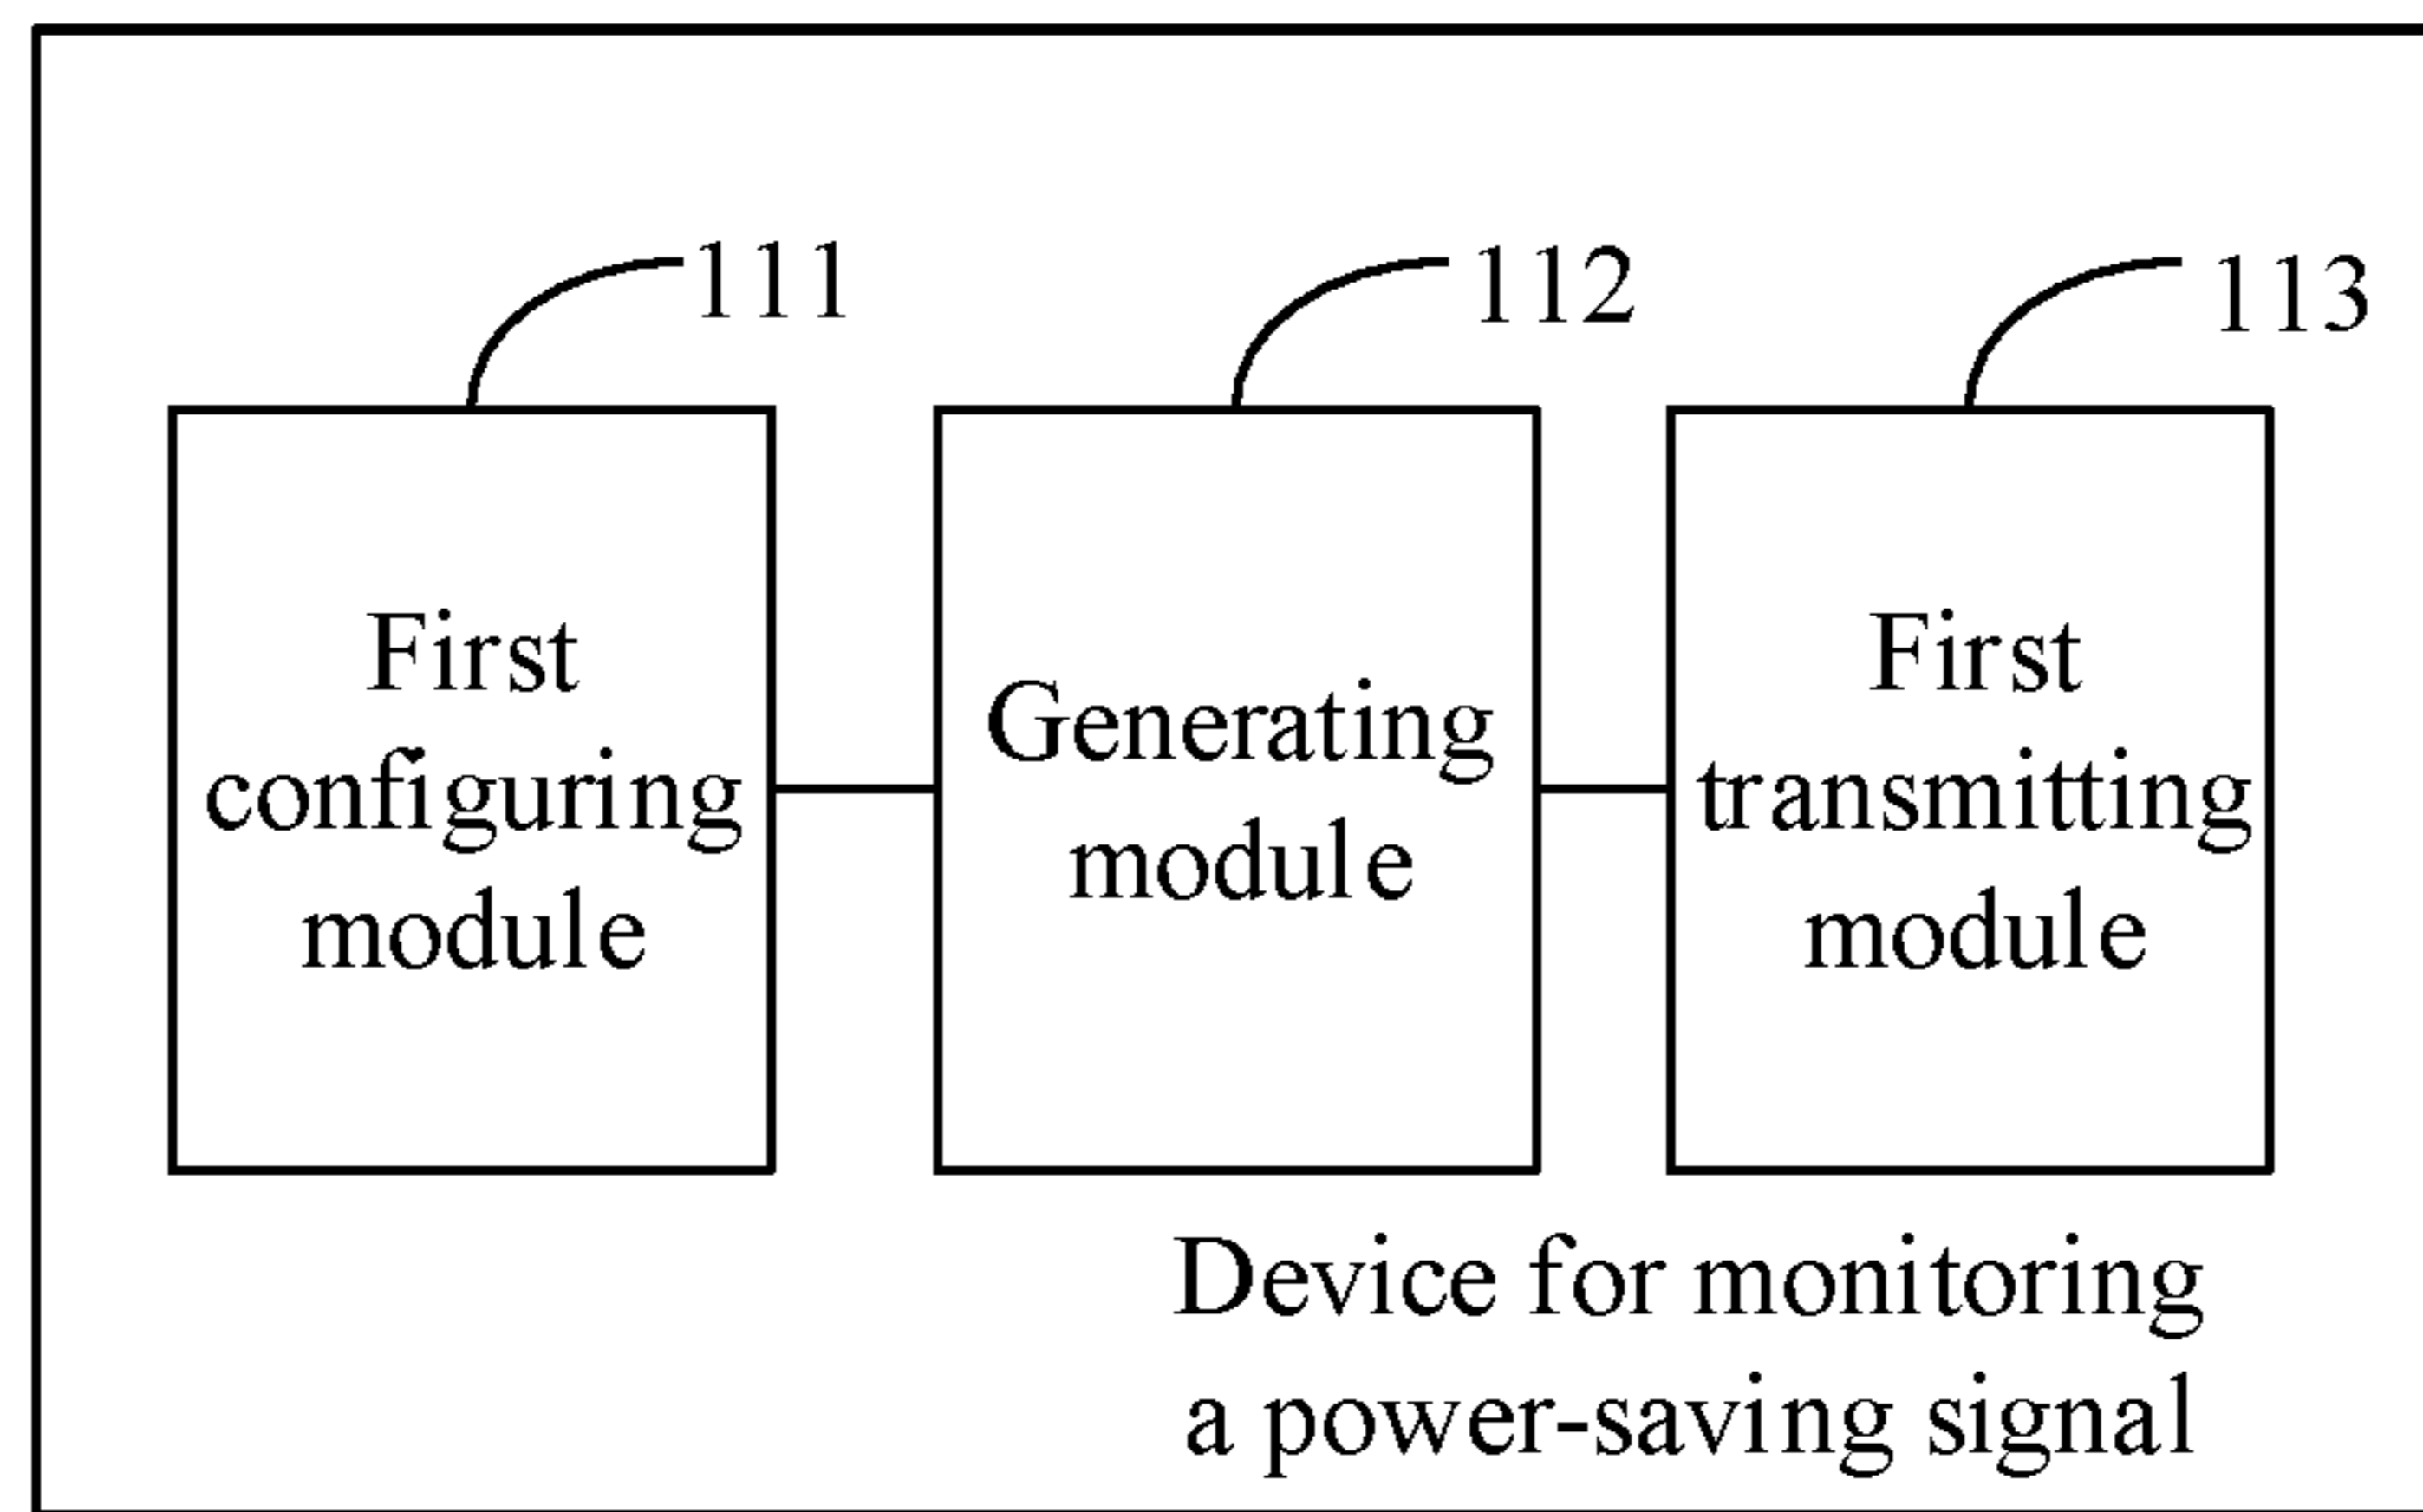 111
112
113
First
configuring
module
Generating
module
First
transmitting
module
Device for monitoring
a power-saving signal